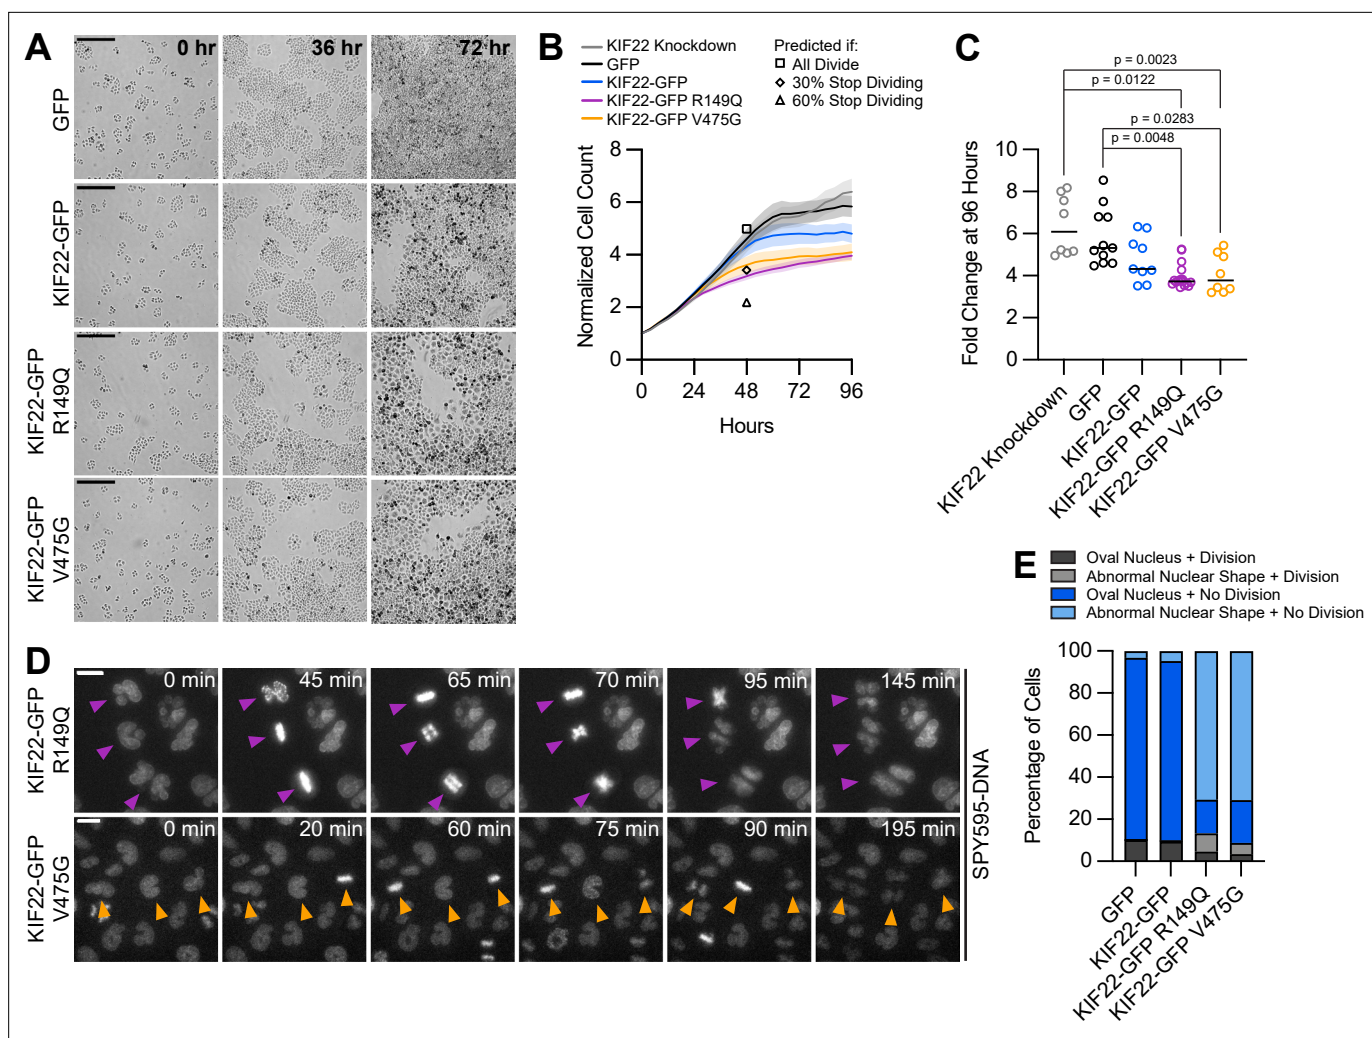 A
0 hr
36 hr
72 hr
GFP
KIF22-GFP
KIF22-GFP
R149Q
KIF22-GFP
V475G
B
KIF22 Knockdown
GFP
KIF22-GFP
KIF22-GFP R149Q
KIF22-GFP V475G
Predicted if:
All Divide
30% Stop Dividing
60% Stop Dividing
Normalized Cell Count
8
6
4
2
0
0
24
48
72
96
Hours
C
p = 0.0023
p = 0.0122
p = 0.0283
p = 0.0048
Fold Change at 96 Hours
10
8
6
4
2
0
KIF22 Knockdown
GFP
KIF22-GFP
KIF22-GFP R149Q
KIF22-GFP V475G
D
KIF22-GFP
R149Q
0 min
45 min
65 min
70 min
95 min
145 min
KIF22-GFP
V475G
0 min
20 min
60 min
75 min
90 min
195 min
SPY595-DNA
E
Oval Nucleus + Division
Abnormal Nuclear Shape + Division
Oval Nucleus + No Division
Abnormal Nuclear Shape + No Division
Percentage of Cells
100
80
60
40
20
0
GFP
KIF22-GFP
KIF22-GFP R149Q
KIF22-GFP V475G